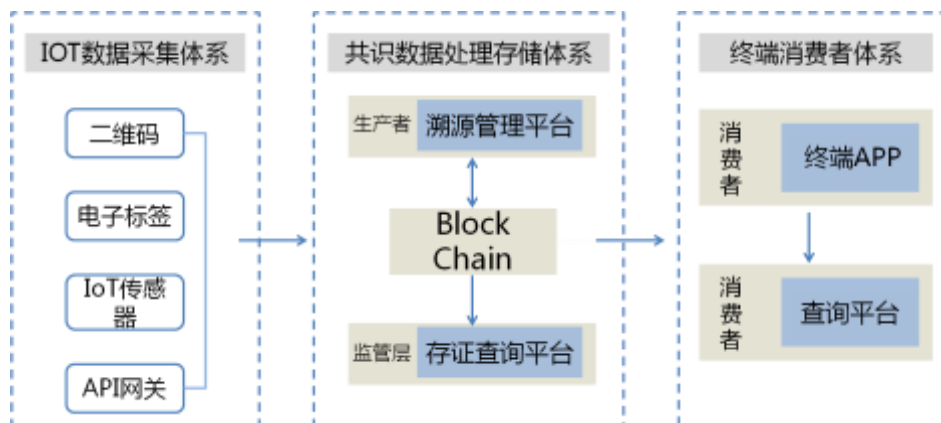 IOT数据采集体系
二维码
电子标签
IoT传感
器
API网关
共识数据处理存储体系
生产者
溯源管理平台
Block
Chain
监管层
存证查询平台
终端消费者体系
消
费
者
终端APP
消
费
者
查询平台